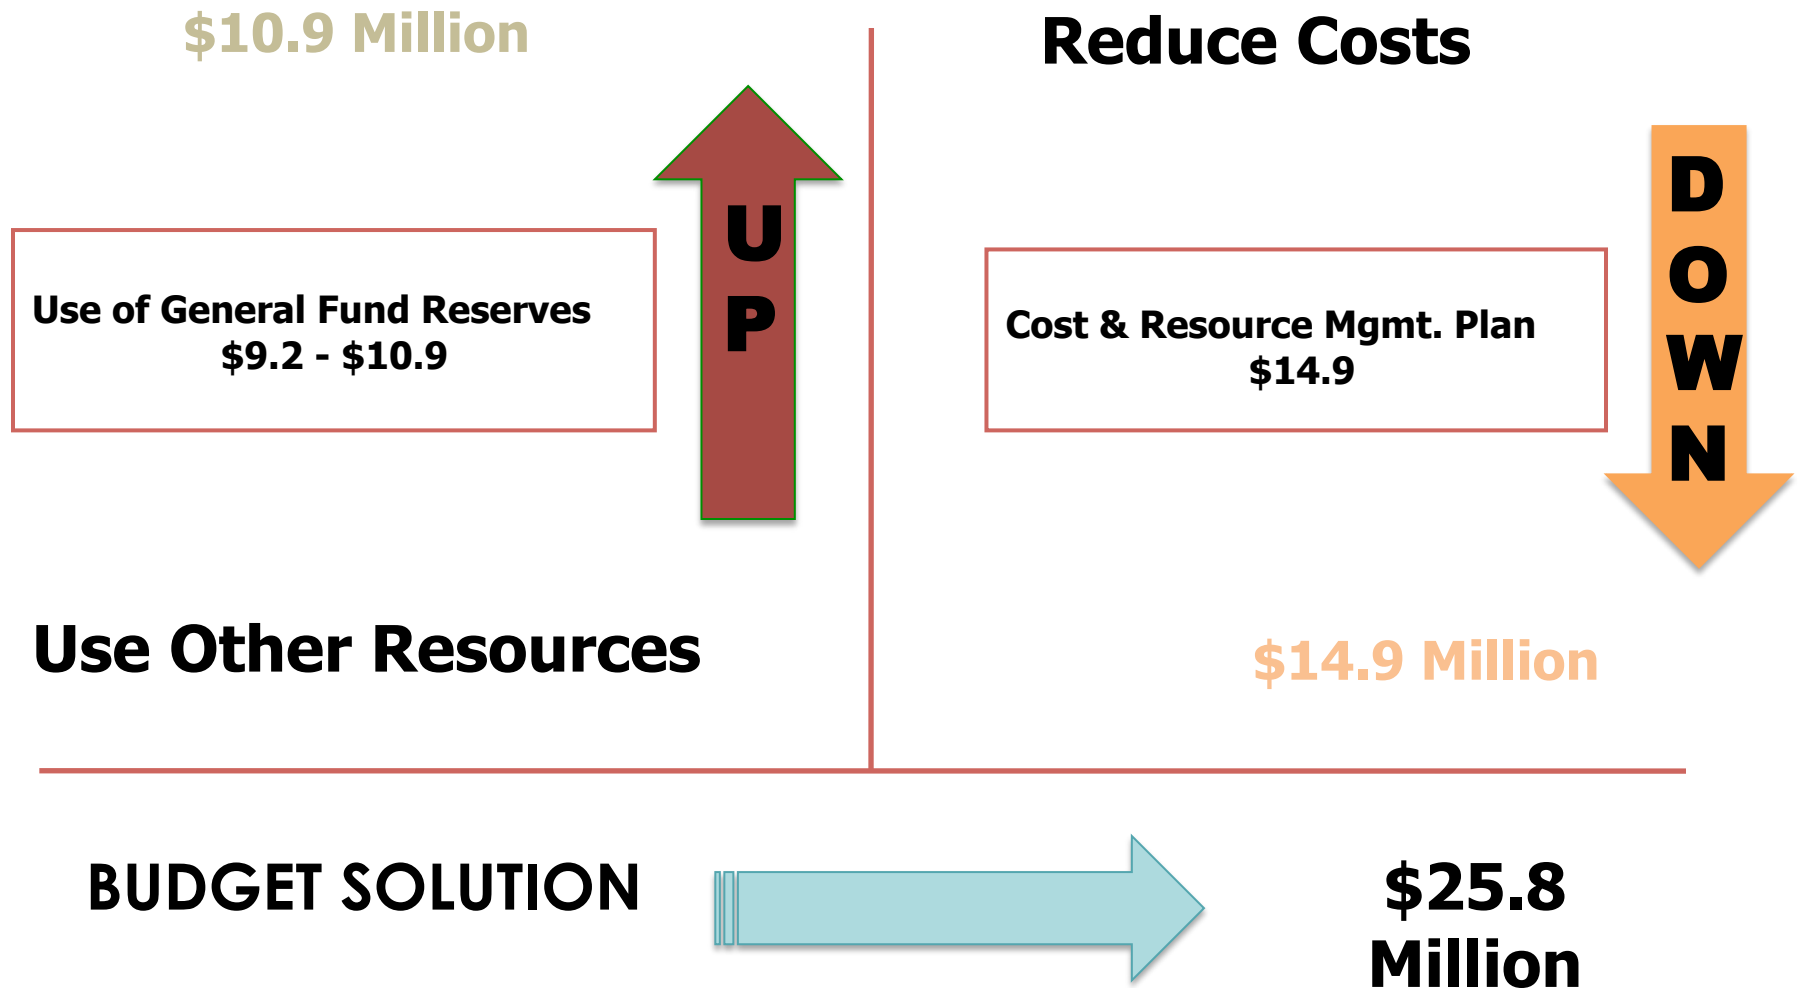 $10.9 Million
U
P
Use of General Fund Reserves
$9.2 - $10.9
Use Other Resources
Reduce Costs
D
O
W
N
Cost & Resource Mgmt. Plan
$14.9
$14.9 Million
BUDGET SOLUTION
$25.8
Million